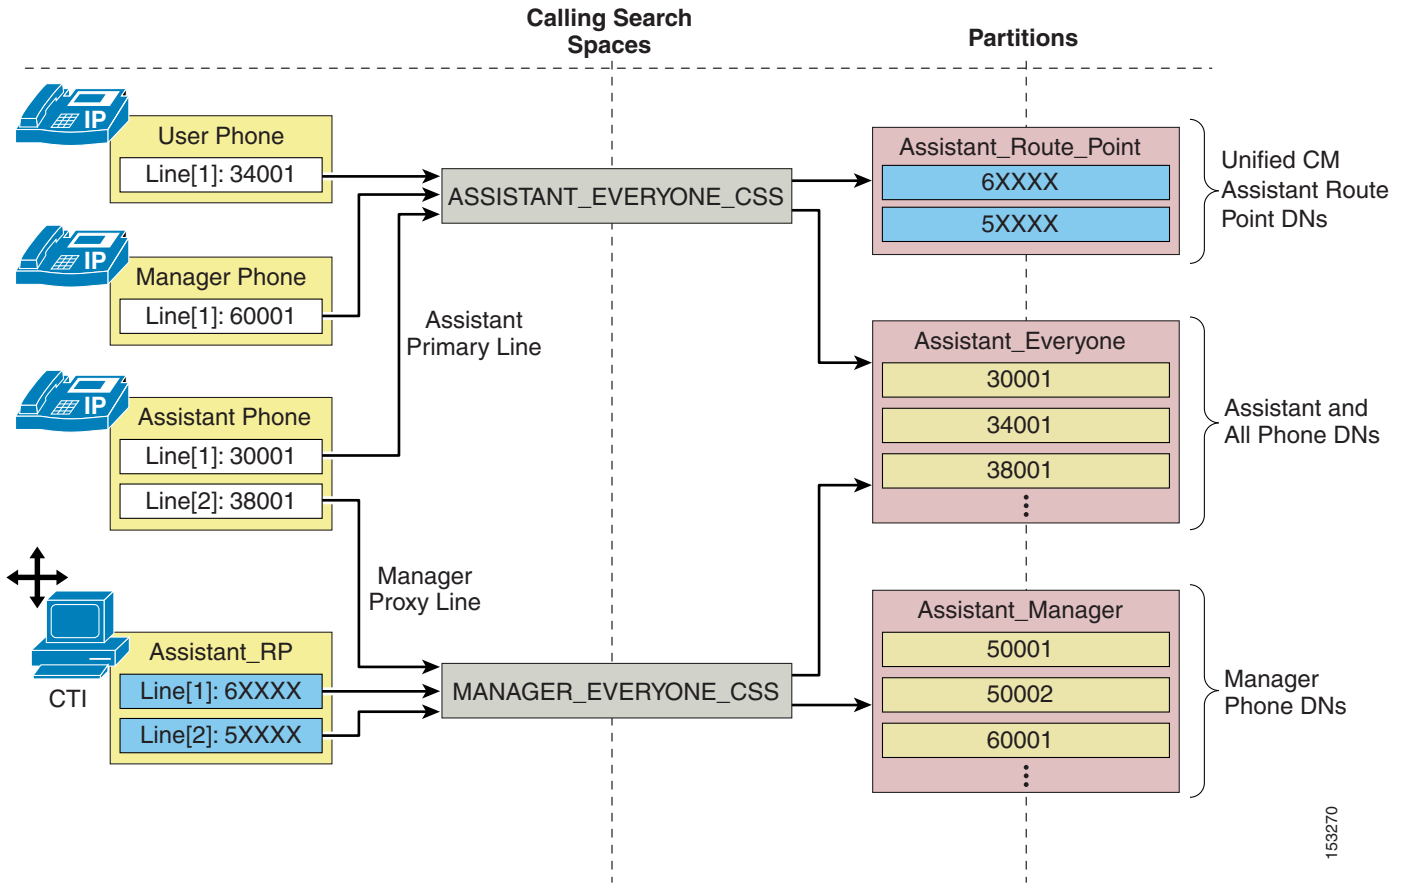 Calling Search
Spaces
Partitions
IP
User Phone
Line[1]: 34001
IP
Manager Phone
Line[1]: 60001
IP
Assistant Phone
Line[1]: 30001
Line[2]: 38001
CTI
Assistant_RP
Line[1]: 6XXXX
Line[2]: 5XXXX
Assistant
Primary Line
Manager
Proxy Line
ASSISTANT_EVERYONE_CSS
MANAGER_EVERYONE_CSS
Assistant_Route_Point
6XXXX
5XXXX
Unified CM
Assistant Route
Point DNs
Assistant_Everyone
30001
34001
38001
Assistant and
All Phone DNs
Assistant_Manager
50001
50002
60001
Manager
Phone DNs
153270